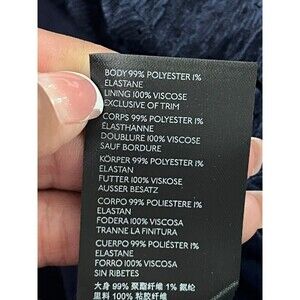 BODY 99% POLYESTER 1%
ELASTANE
LINING 100% VISCOSE
EXCLUSIVE OF TRIM
CORPS 99% POLYESTER 1%
ÉLASTHANNE
DOUBLURE 100% VISCOSE
SAUF BORDURE
KÖRPER 99% POLYESTER 1%
ELASTAN
FUTTER 100% VISKOSE
AUSSER BESATZ
CORPO 99% POLIESTERE 1%
ELASTAN
FODERA 100% VISCOSA
TRANNE LA FINITURA
CUERPO 99% POLIÉSTER 1%
ELASTANO
FORRO 100% VISCOSA
SIN RIBETES
大身 99% 聚酯纤维 1% 氨纶
里料 100% 粘胶纤维